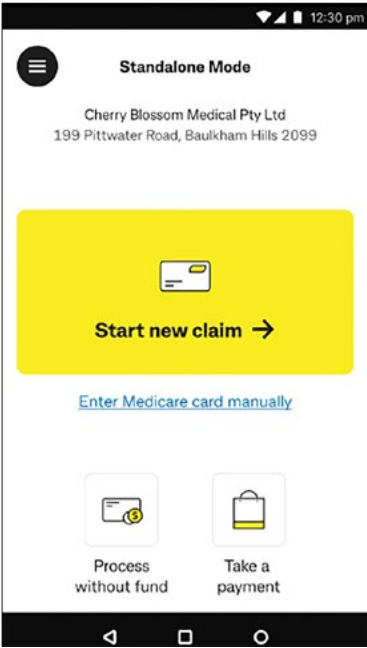 12:30 pm
Standalone Mode
Cherry Blossom Medical Pty Ltd
199 Pittwater Road, Baulkham Hills 2099
Start new claim →
Enter Medicare card manually
Process
without fund
Take a
payment